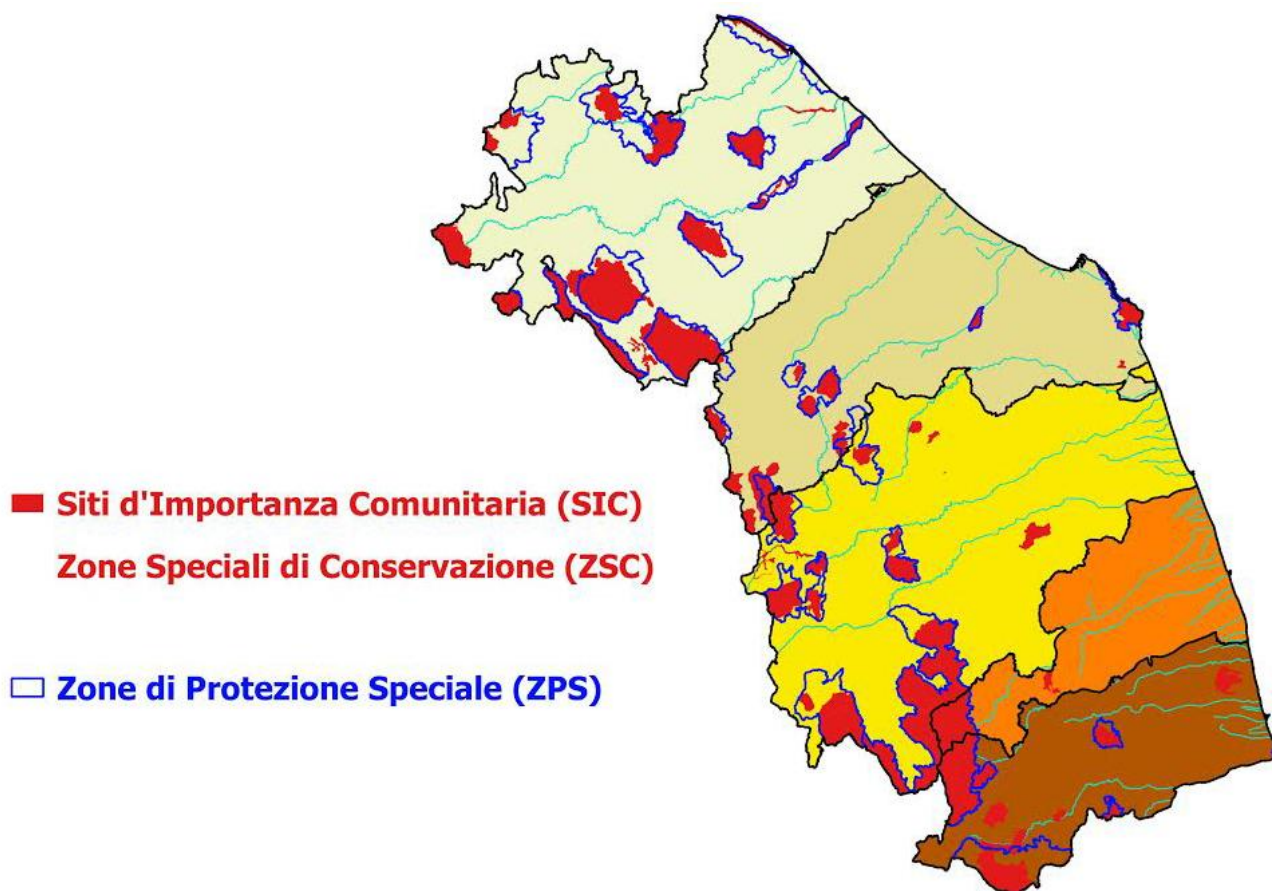 Siti d'Importanza Comunitaria (SIC)
Zone Speciali di Conservazione (ZSC)
Zone di Protezione Speciale (ZPS)